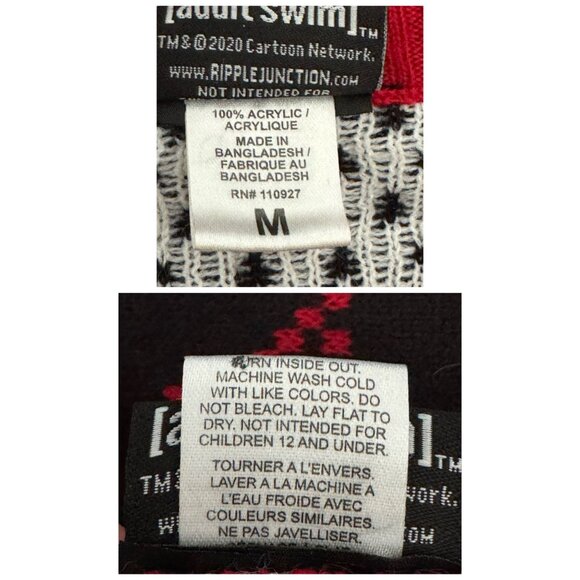 [adult swim]TM
TM&©2020 Cartoon Network.
www.RIPPLEJUNCTION.com
NOT INTENDED FOR
100% ACRYLIC /
ACRYLIQUE
MADE IN
BANGLADESH /
FABRIQUE AU
BANGLADESH
RN# 110927
M
INSIDE OUT.
MACHINE WASH COLD
WITH LIKE COLORS. DO
NOT BLEACH. LAY FLAT TO
DRY. NOT INTENDED FOR
CHILDREN 12 AND UNDER.
TOURNER A L'ENVERS.
LAVER A LA MACHINE A
L'EAU FROIDE AVEC
COULEURS SIMILAIRES.
NE PAS JAVELLISER.